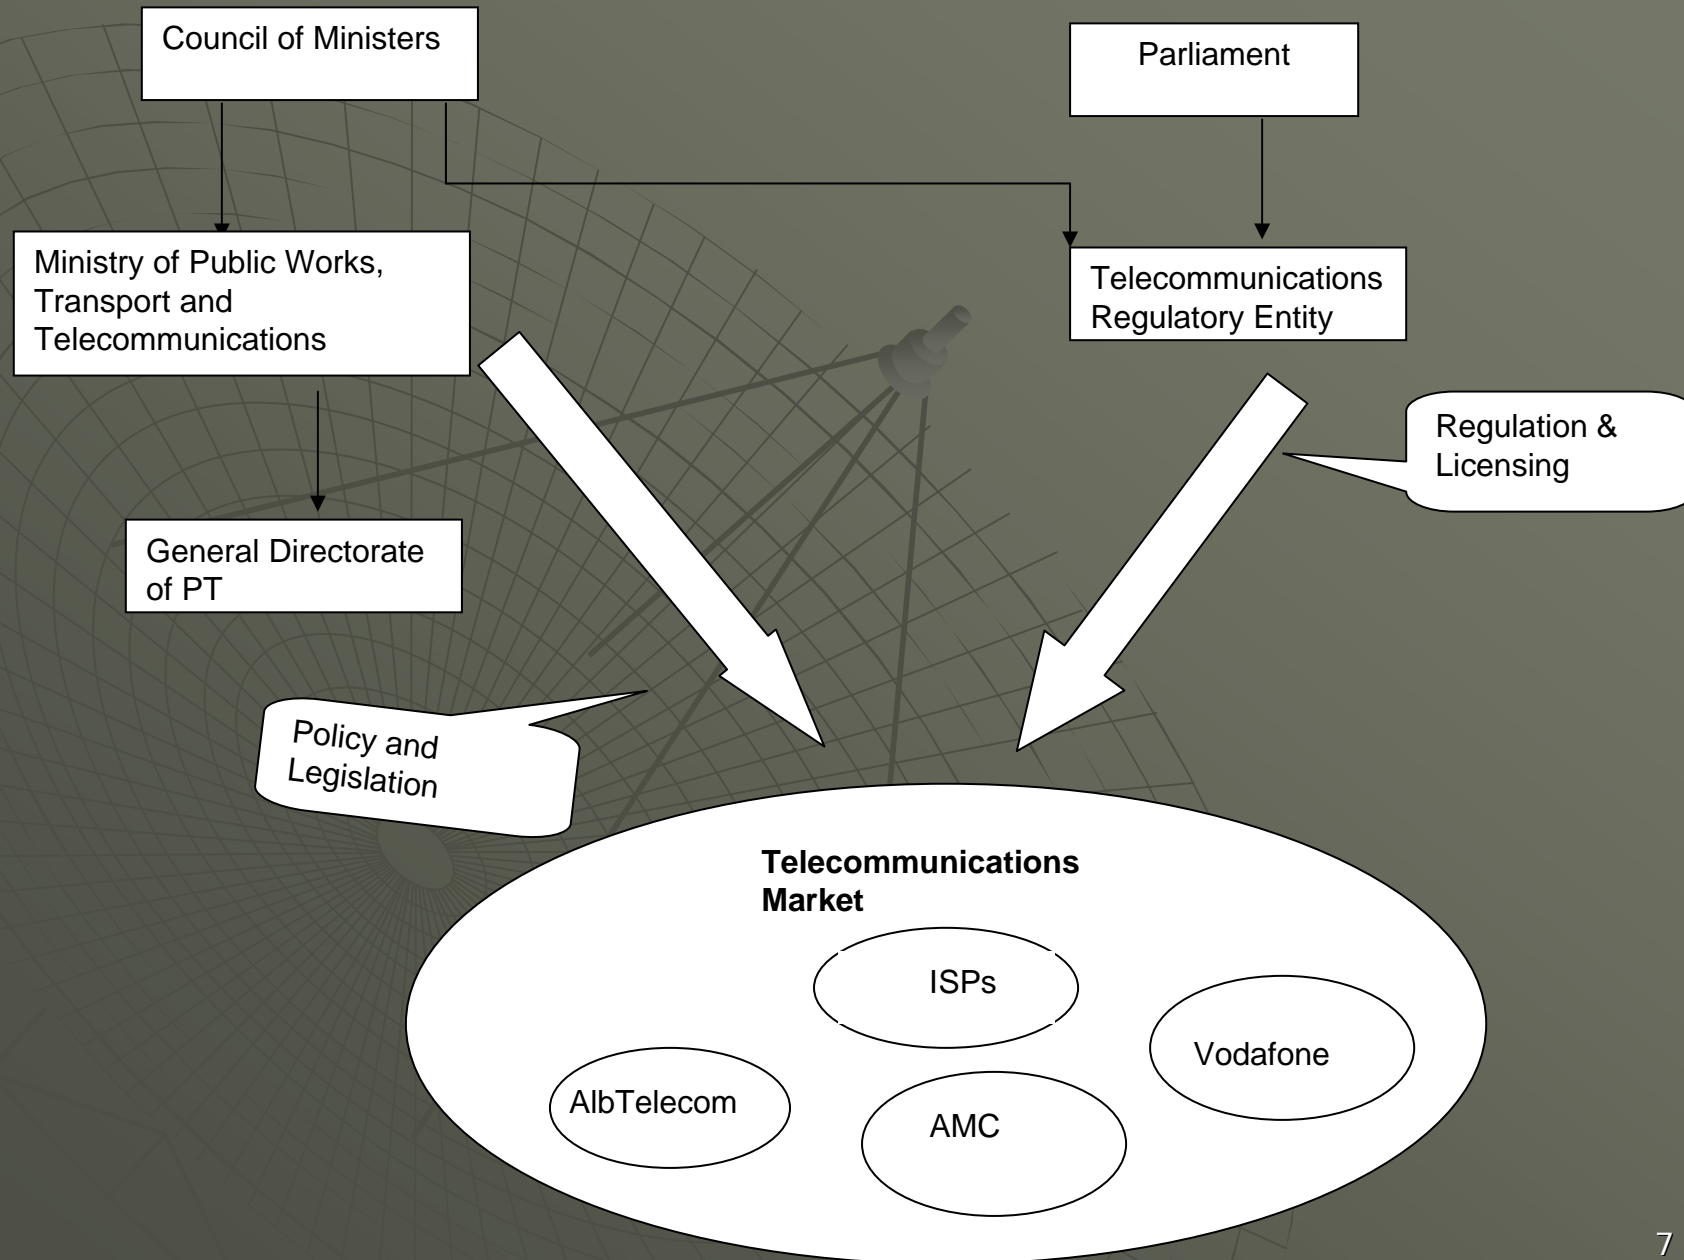 Council of Ministers
Parliament
Ministry of Public Works,
Transport and
Telecommunications
Telecommunications
Regulatory Entity
Regulation &
Licensing
General Directorate
of PT
Policy and
Legislation
Telecommunications
Market
ISPs
Vodafone
AlbTelecom
AMC
7